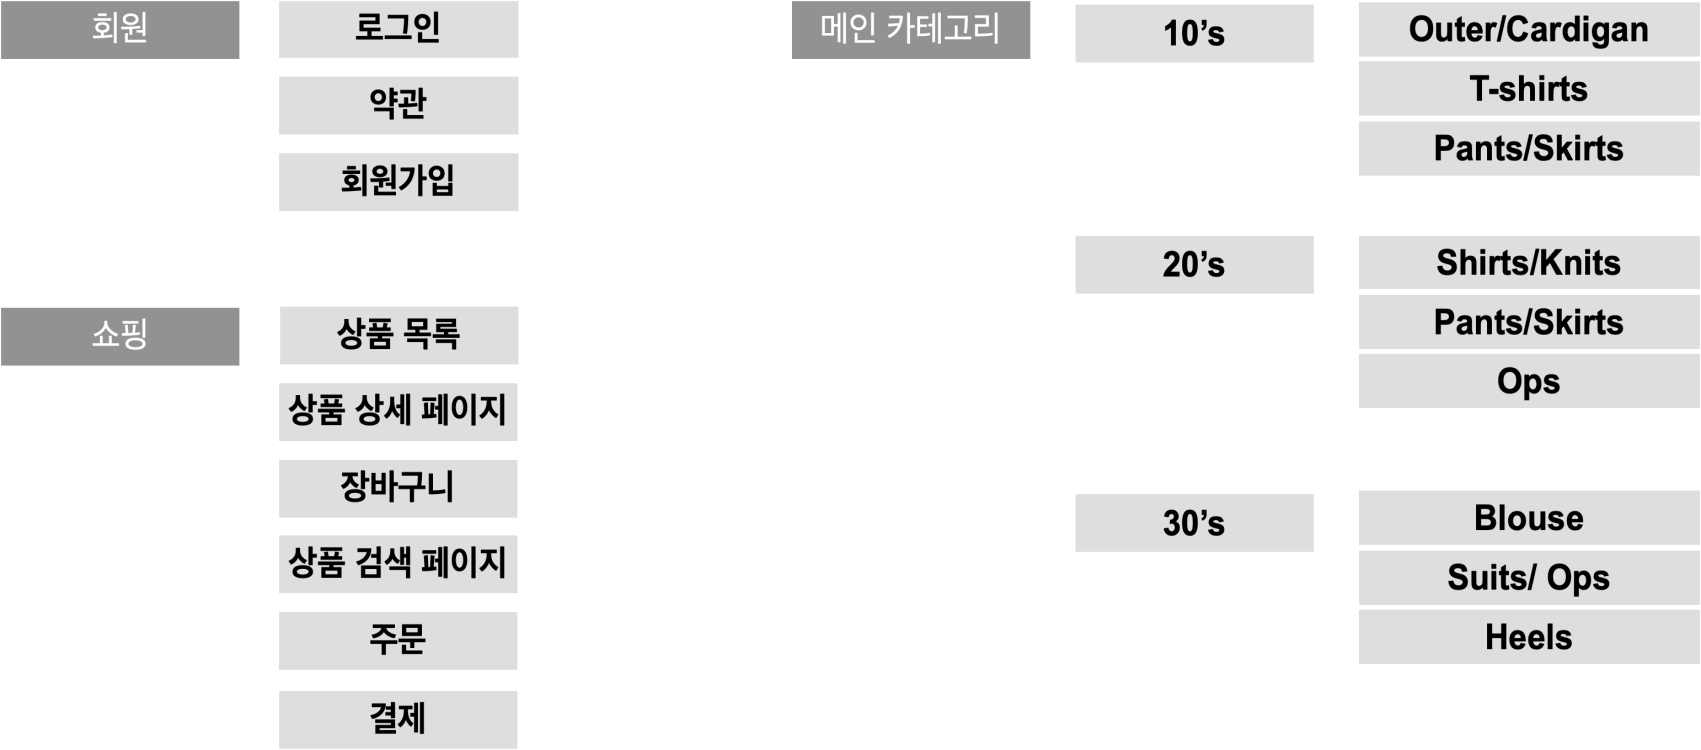 회원
로그인
약관
회원가입
쇼핑
상품 목록
상품 상세 페이지
장바구니
상품 검색 페이지
주문
결제
메인 카테고리
10’s
Outer/Cardigan
T-shirts
Pants/Skirts
20’s
Shirts/Knits
Pants/Skirts
Ops
30’s
Blouse
Suits/ Ops
Heels